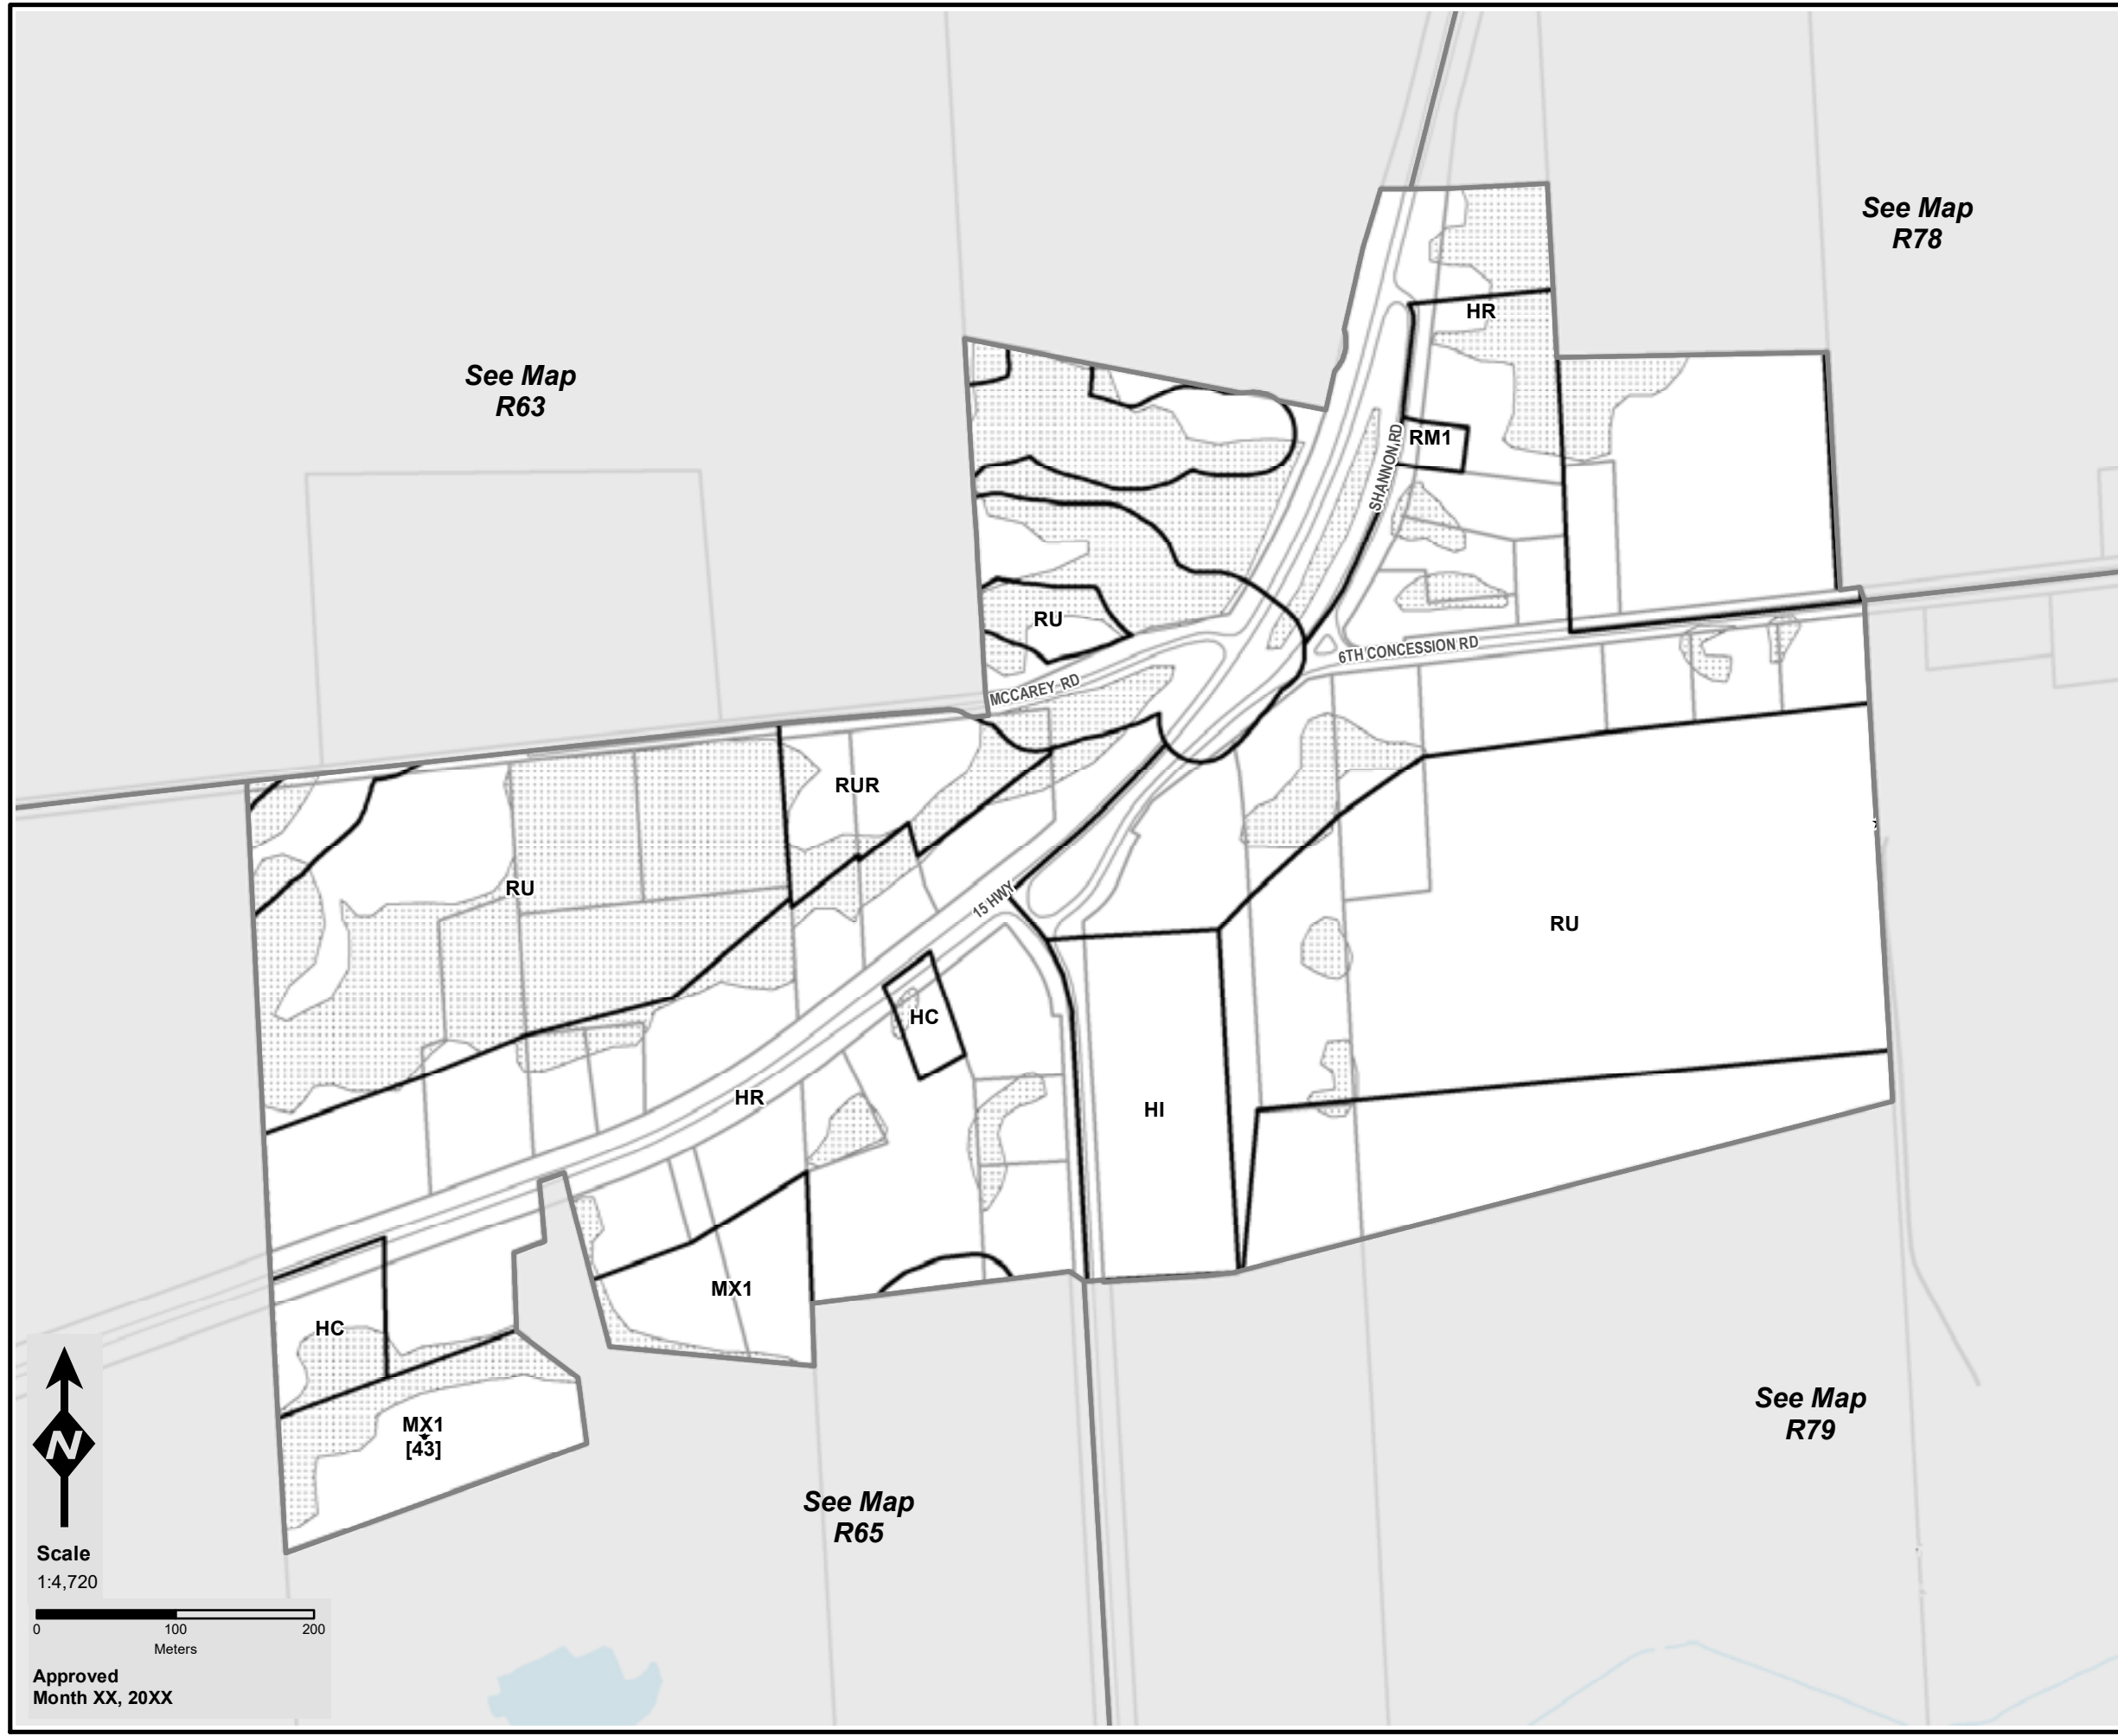 See Map
R78
See Map
R63
HR
RM1
SHANNON RD
RU
6TH CONCESSION RD
MCCAREY RD
RUR
RU
15 HWY
RU
HC
HR
HI
MX1
HC
MX1
[43]
See Map
R79
See Map
R65
N
Scale
1:4,720
0 100 200
Meters
Approved
Month XX, 20XX